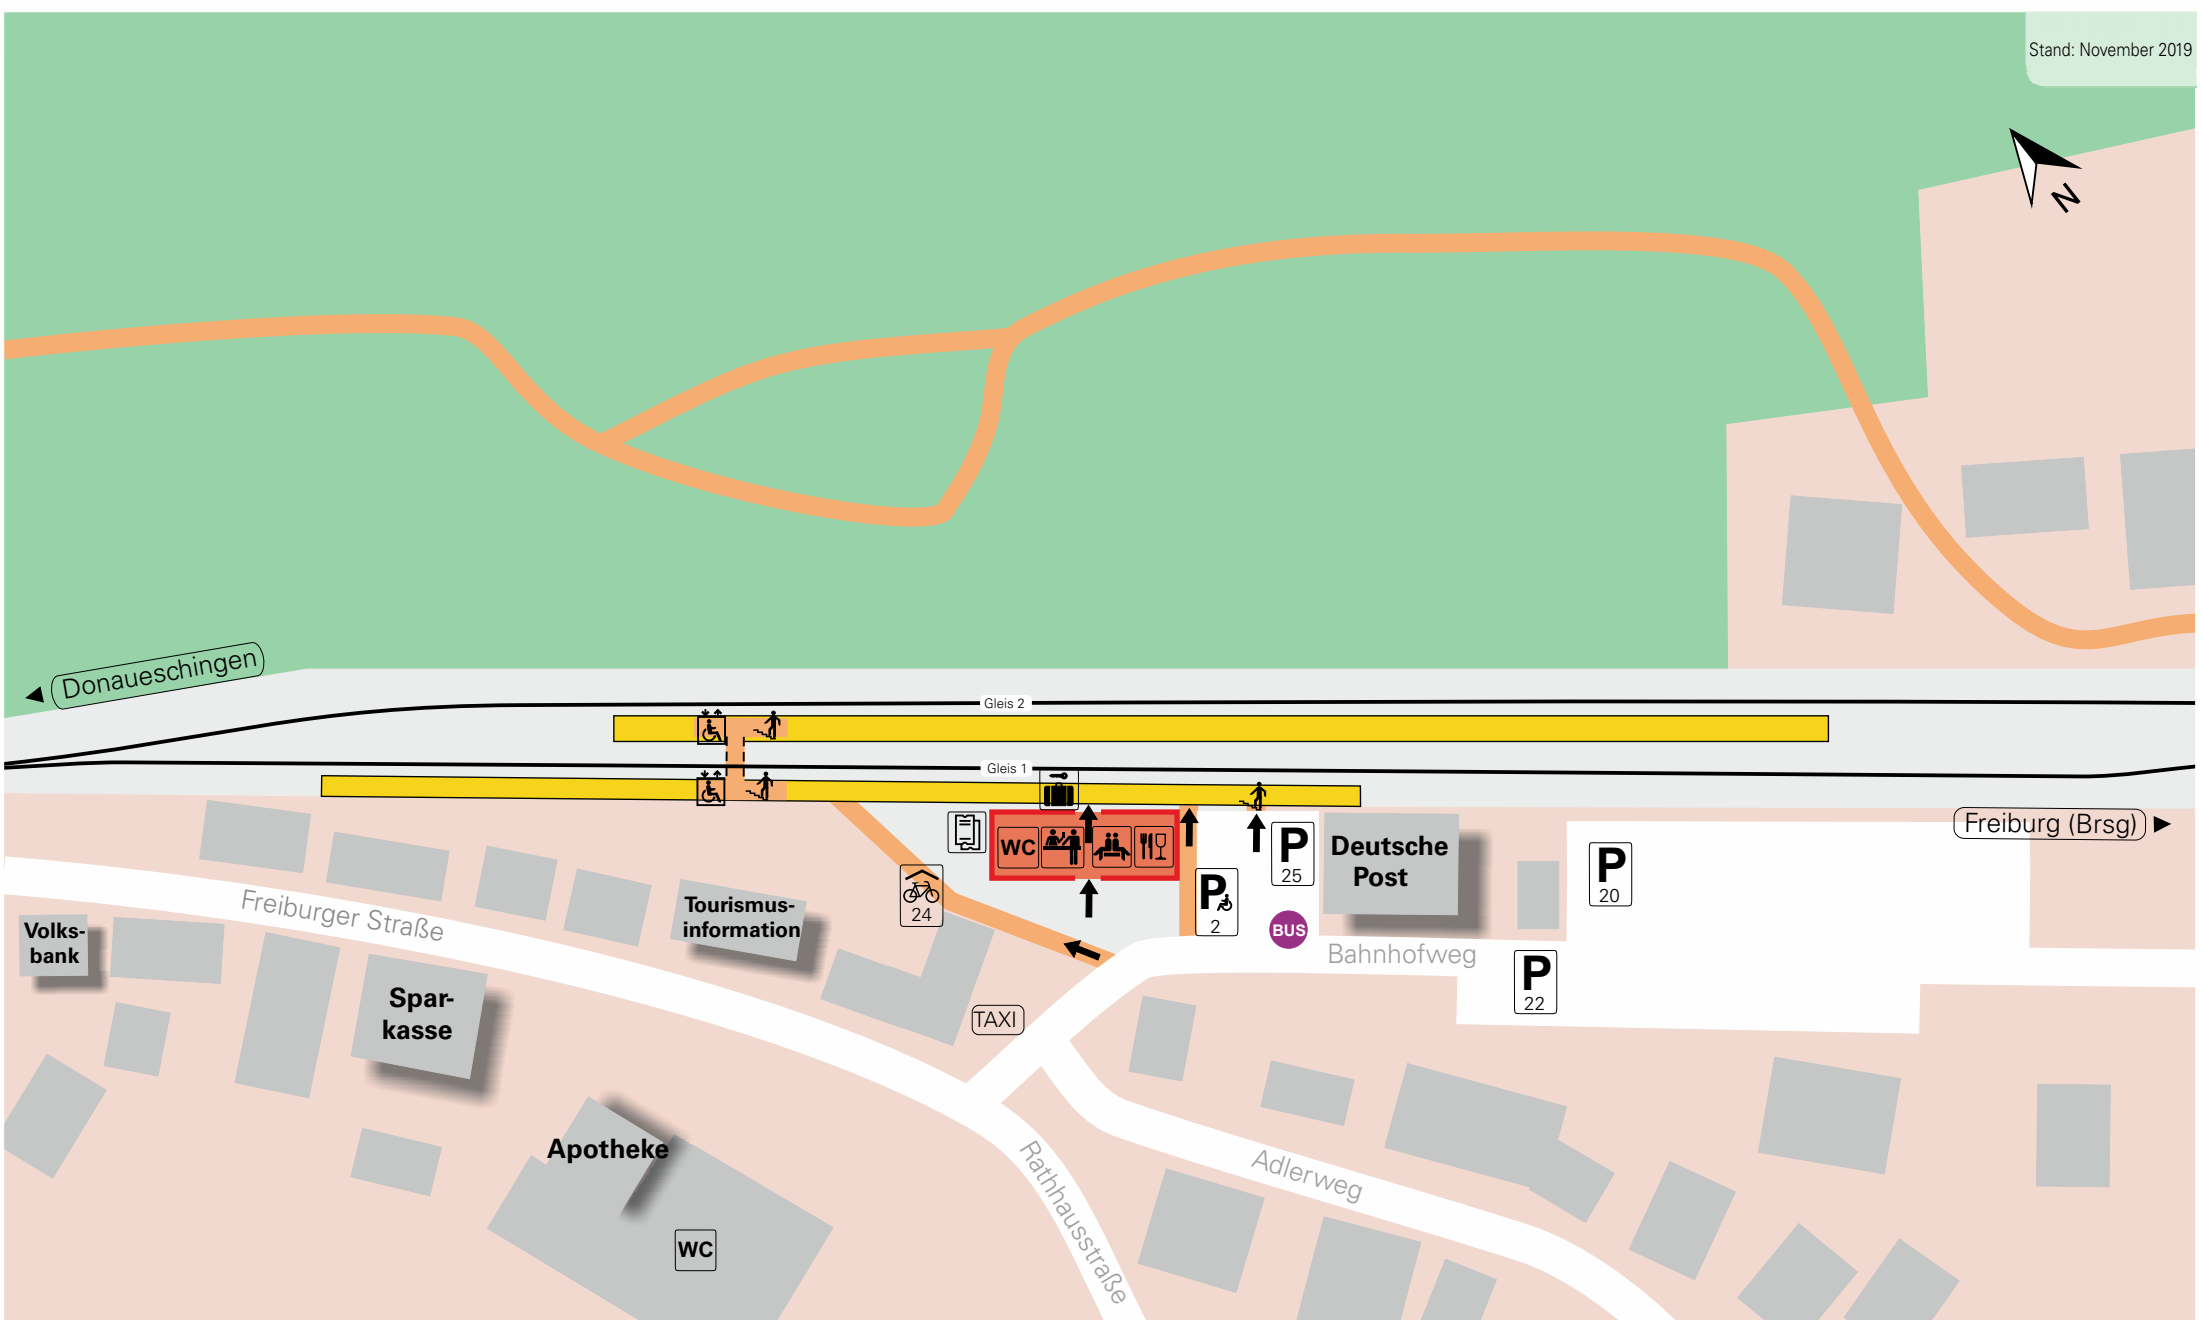 Stand: November 2019
N
Donaueschingen
Gleis 2
Gleis 1
Freiburg (Brsg)
WC
P
25
Deutsche
Post
P
20
24
P
2
BUS
Bahnhofweg
P
22
Freiburger Straße
Tourismus-
information
Volks-
bank
Spar-
kasse
TAXI
Apotheke
WC
Rathhausstraße
Adlerweg